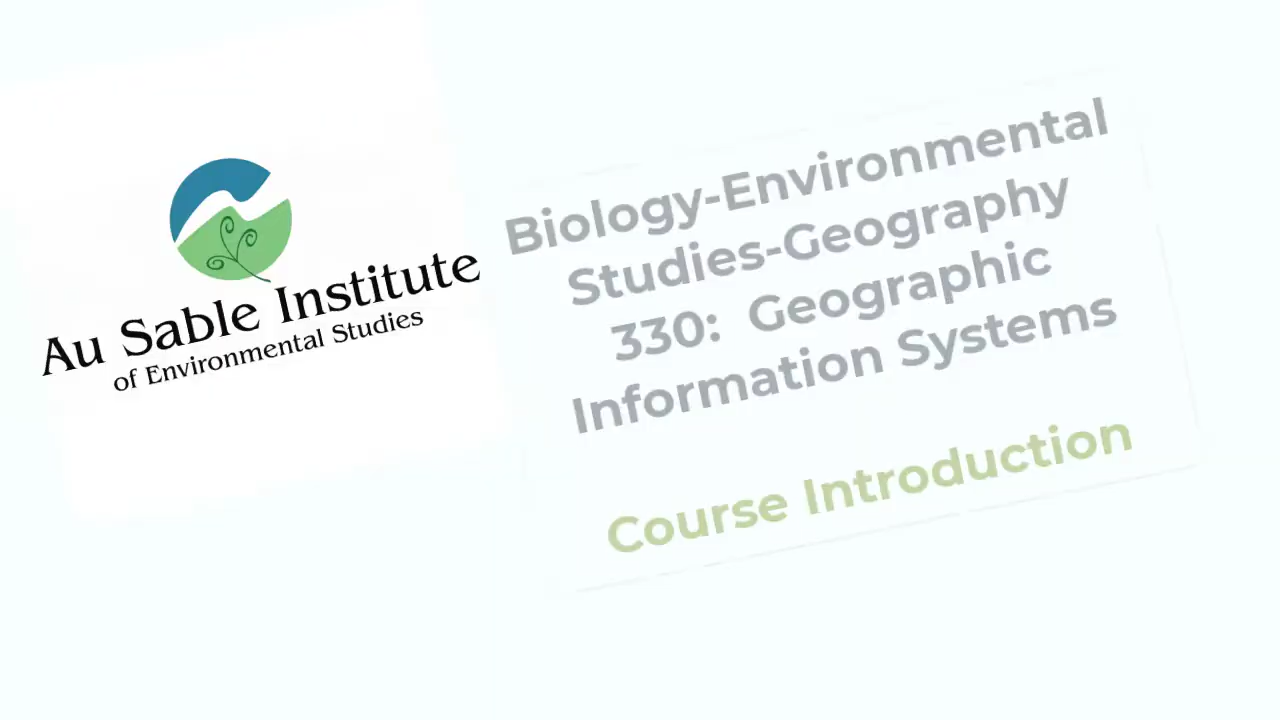 Au Sable Institute
of Environmental Studies
Biology-Environmental
Studies-Geography
330: Geographic
Information Systems
Course Introduction